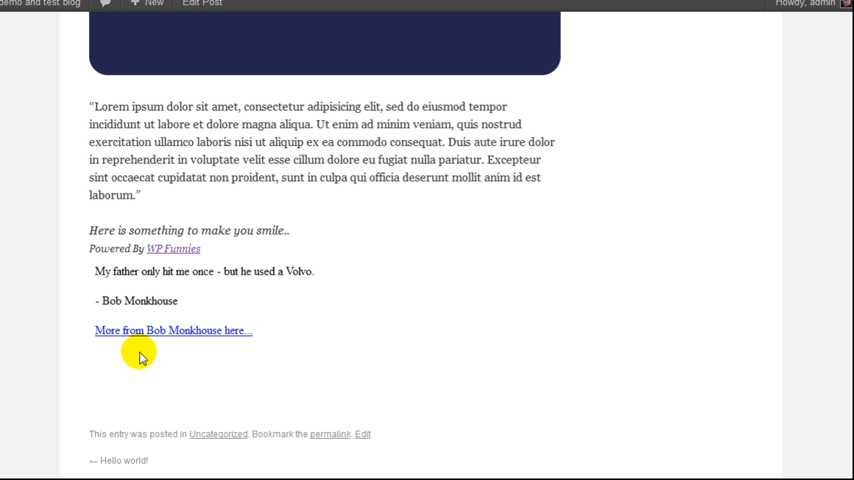 demo and test blog New Edit Post Howdy, admin
“Lorem ipsum dolor sit amet, consectetur adipisicing elit, sed do eiusmod tempor
incididunt ut labore et dolore magna aliqua. Ut enim ad minim veniam, quis nostrud
exercitation ullamco laboris nisi ut aliquip ex ea commodo consequat. Duis aute irure dolor
in reprehenderit in voluptate velit esse cillum dolore eu fugiat nulla pariatur. Excepteur
sint occaecat cupidatat non proident, sunt in culpa qui officia deserunt mollit anim id est
laborum.”
Here is something to make you smile..
Powered By WP Funnies
My father only hit me once - but he used a Volvo.
- Bob Monkhouse
More from Bob Monkhouse here...
This entry was posted in Uncategorized. Bookmark the permalink. Edit
← Hello world!